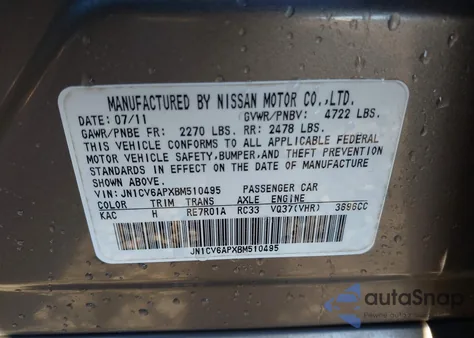 MANUFACTURED BY NISSAN MOTOR CO.,LTD.
DATE: 07/11 GVWR/PNBV: 4722 LBS.
GAWR/PNBE FR: 2270 LBS. RR: 2478 LBS.
THIS VEHICLE CONFORMS TO ALL APPLICABLE FEDERAL
MOTOR VEHICLE SAFETY, BUMPER, AND THEFT PREVENTION
STANDARDS IN EFFECT ON THE DATE OF MANUFACTURE
SHOWN ABOVE.
VIN: JN1CV6APXBM510495 PASSENGER CAR
COLOR TRIM TRANS AXLE ENGINE
KAC H RE7R01A RC33 VQ37(VHR) 3696CC
JN1CV6APXBM510495
autoSnap